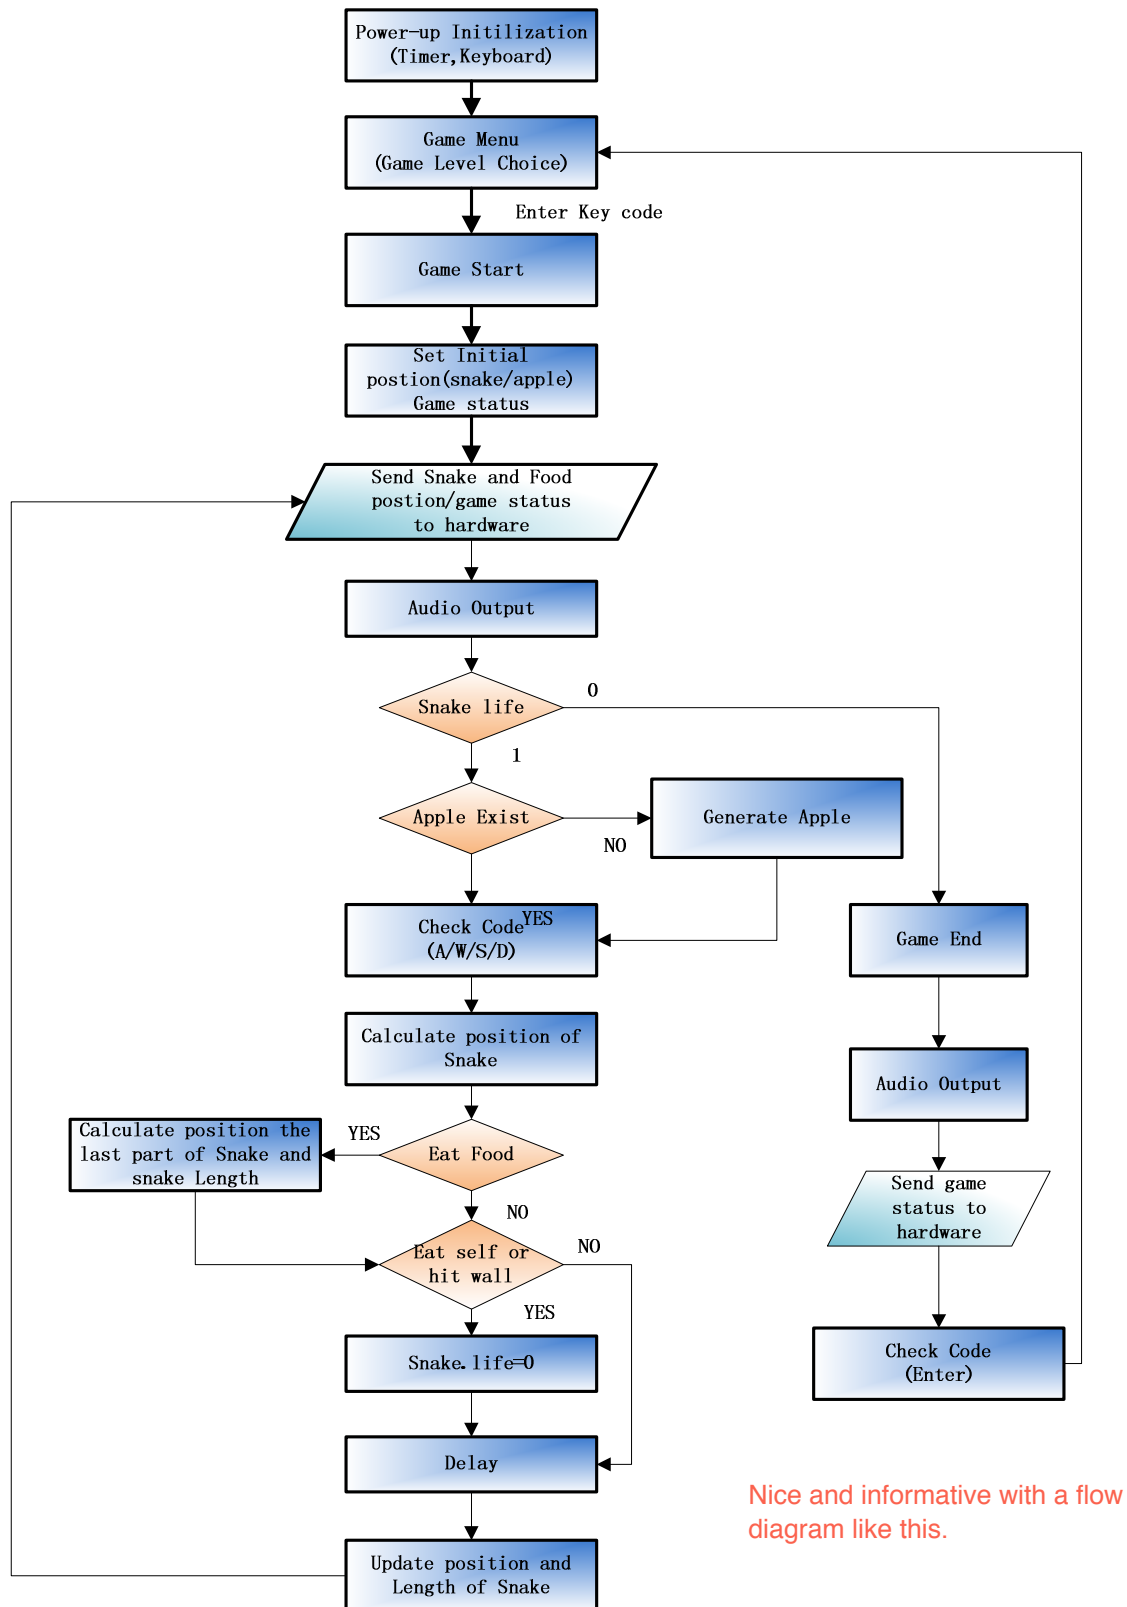 Power-up Initilization
(Timer,Keyboard)
Game Menu
(Game Level Choice)
Enter Key code
Game Start
Set Initial
postion(snake/apple)
Game status
Send Snake and Food
postion/game status
to hardware
Audio Output
Snake life
0
1
Apple Exist
NO
Generate Apple
YES
Check Code
(A/W/S/D)
Game End
Calculate position of
Snake
Audio Output
Calculate position the
last part of Snake and
snake Length
YES
Eat Food
NO
Send game
status to
hardware
Eat self or
hit wall
NO
YES
Snake.life=0
Check Code
(Enter)
Delay
Nice and informative with a flow
diagram like this.
Update position and
Length of Snake